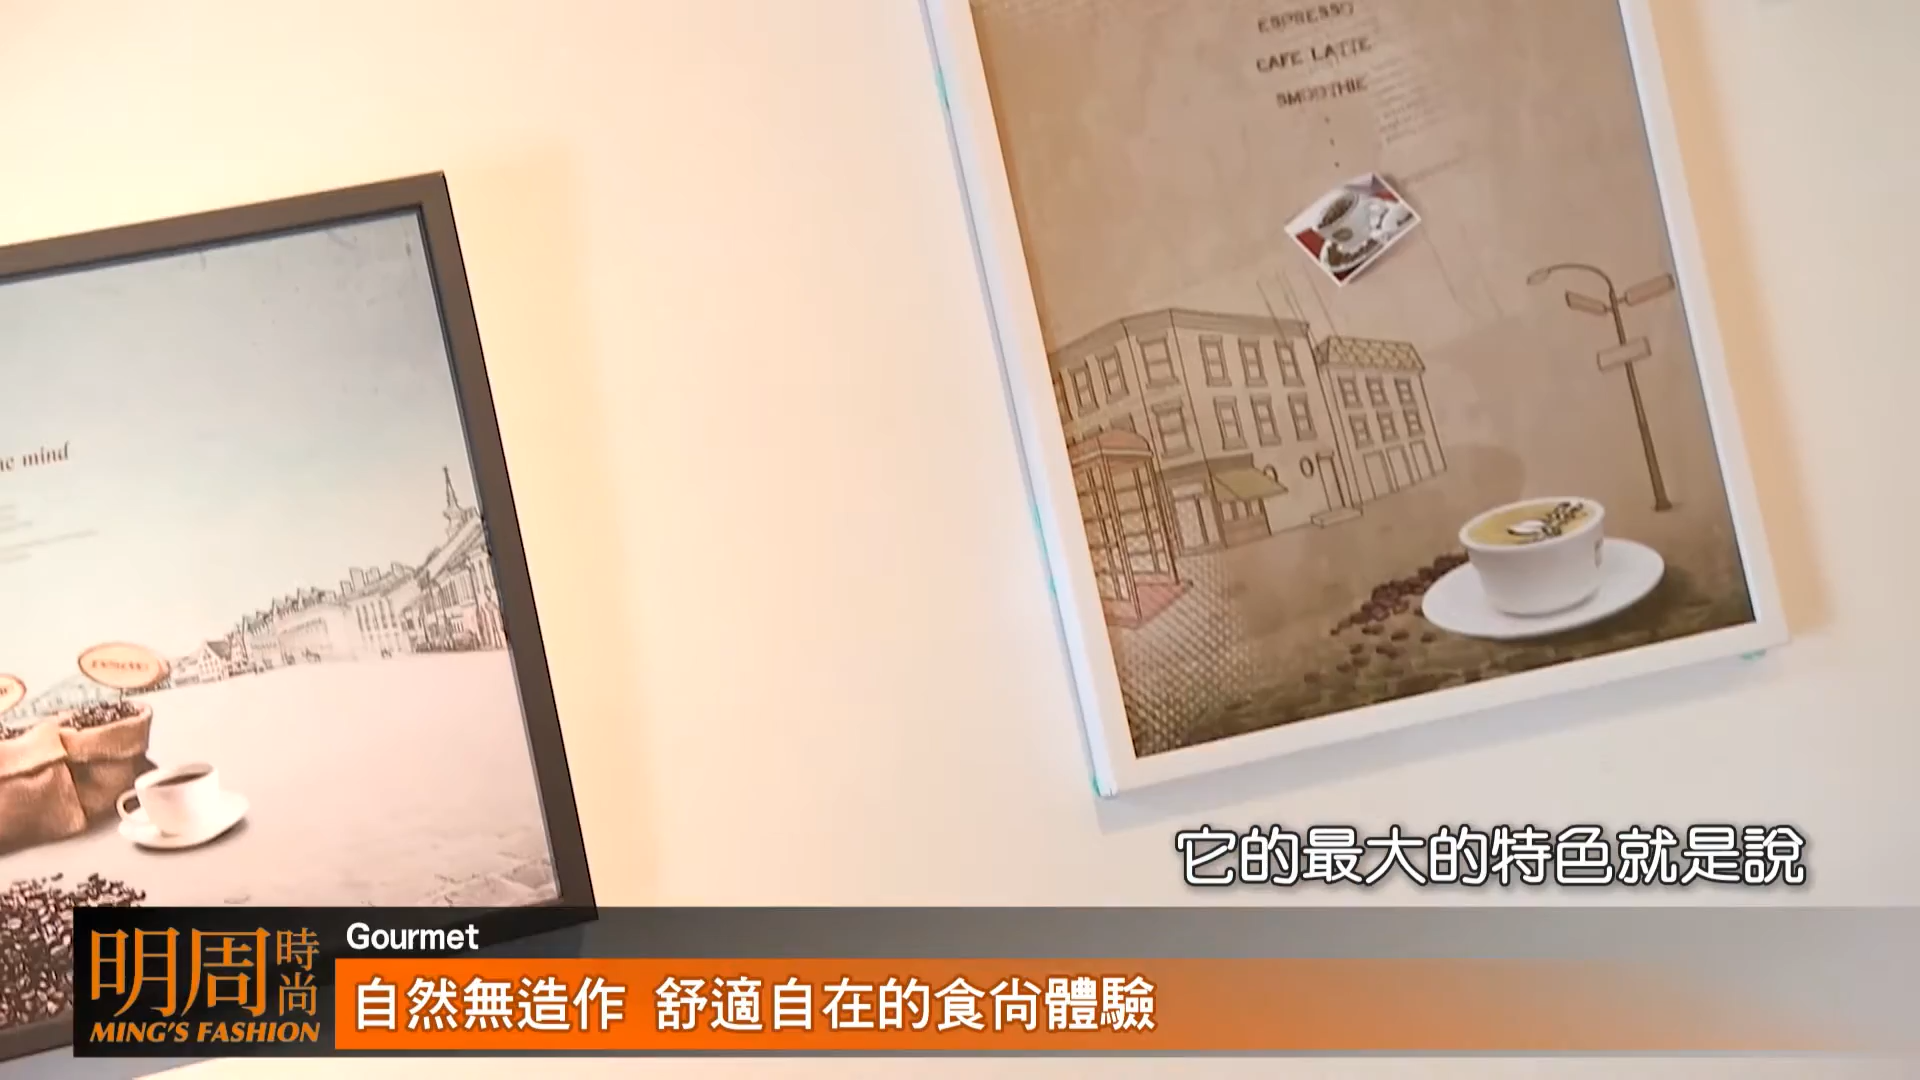 ESPRESSO
CAFE LATTE
SMOOTHIE
mind
它的最大的特色就是說
Gourmet
明周時尚
MING'S FASHION
自然無造作 舒適自在的食尚體驗